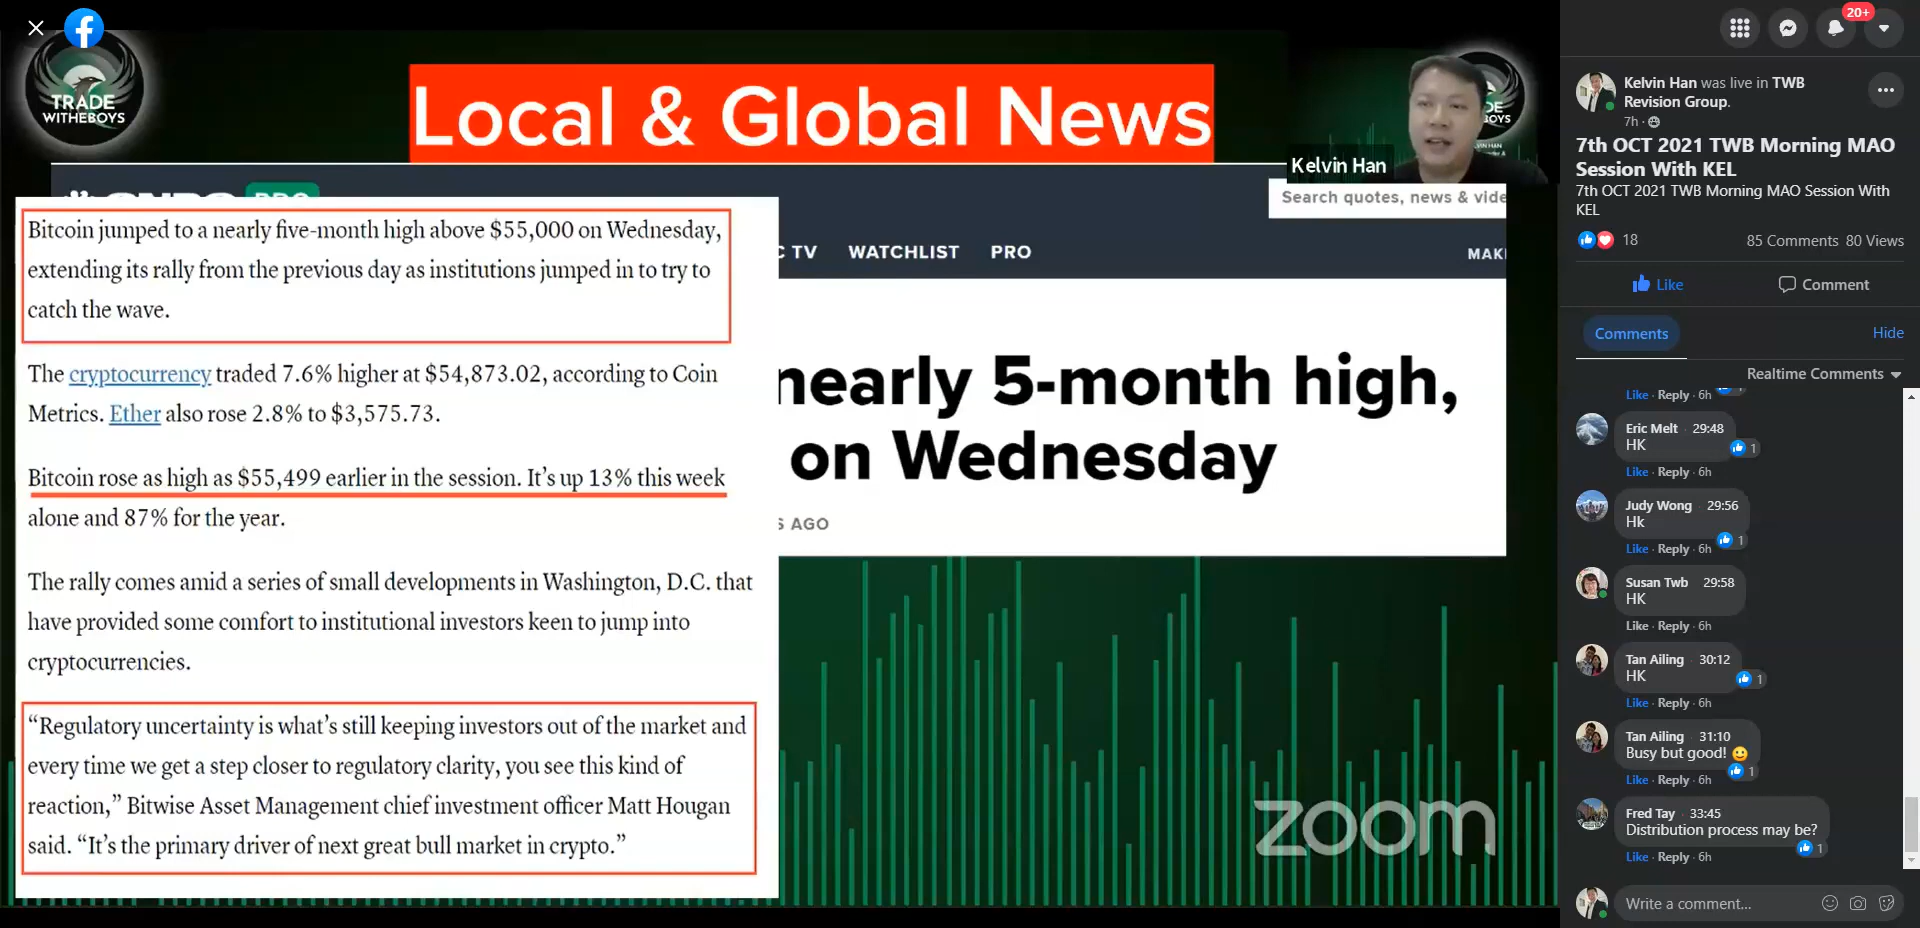 TRADE
WITHEBOYS
Local & Global News
Kelvin Han
PRO
Search quotes, news & vide
TV WATCHLIST PRO
MAKE
nearly 5-month high,
on Wednesday
S AGO
Bitcoin jumped to a nearly five-month high above $55,000 on Wednesday,
extending its rally from the previous day as institutions jumped in to try to
catch the wave.
The cryptocurrency traded 7.6% higher at $54,873.02, according to Coin
Metrics. Ether also rose 2.8% to $3,575.73.
Bitcoin rose as high as $55,499 earlier in the session. It’s up 13% this week
alone and 87% for the year.
The rally comes amid a series of small developments in Washington, D.C. that
have provided some comfort to institutional investors keen to jump into
cryptocurrencies.
“Regulatory uncertainty is what’s still keeping investors out of the market and
every time we get a step closer to regulatory clarity, you see this kind of
reaction,” Bitwise Asset Management chief investment officer Matt Hougan
said. “It’s the primary driver of next great bull market in crypto.”
zoom
20+
Kelvin Han was live in TWB
Revision Group.
7h ·
7th OCT 2021 TWB Morning MAO
Session With KEL
7th OCT 2021 TWB Morning MAO Session With
KEL
18 85 Comments 80 Views
Like Comment
Comments Hide
Realtime Comments
Like · Reply · 6h
Eric Melt · 29:48
HK
1
Like · Reply · 6h
Judy Wong · 29:56
Hk
1
Like · Reply · 6h
Susan Twb · 29:58
HK
Like · Reply · 6h
Tan Ailing · 30:12
HK
1
Like · Reply · 6h
Tan Ailing · 31:10
Busy but good! 🙂
1
Like · Reply · 6h
Fred Tay · 33:45
Distribution process may be?
1
Like · Reply · 6h
Write a comment...